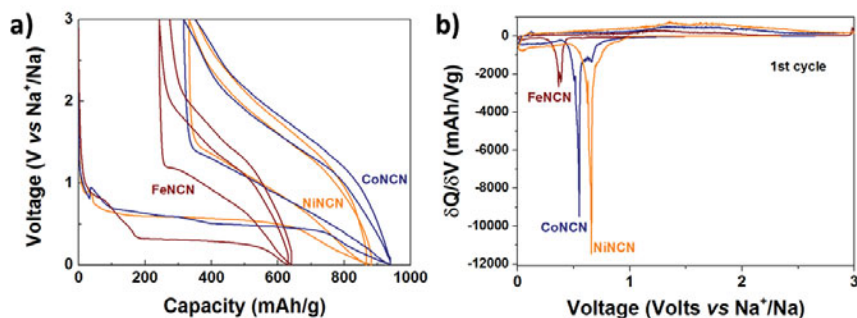 a)
3
2
1
0
Voltage (V vs Na⁺/Na)
FeNCN
NiNCN
CoNCN
0 200 400 600 800 1000
Capacity (mAh/g)
b)
0
-2000
-4000
-6000
-8000
-10000
-12000
δQ/δV (mAh/Vg)
1st cycle
FeNCN
CoNCN
NiNCN
0 1 2 3
Voltage (Volts vs Na⁺/Na)